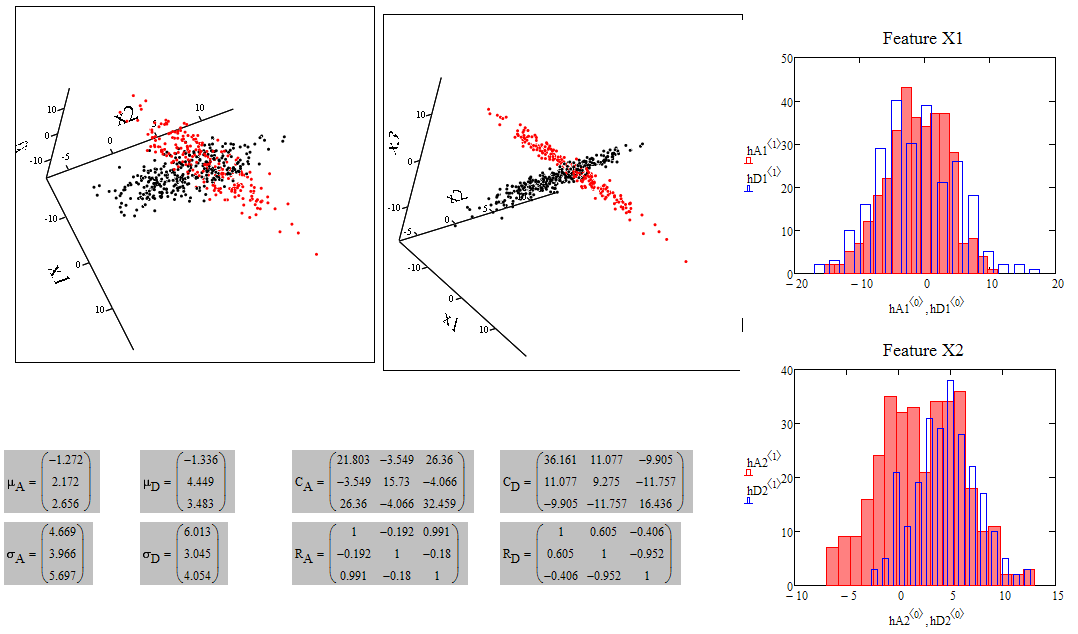 10
0
-10
-5
0
X2
5
10
-10
0
10
X1
X3
10
0
-10
-5
0
X2
-10
0
10
X1
Feature X1
50
40
30
20
10
0
−20
−10
0
10
20
hA1⟨1⟩
hD1⟨1⟩
hA1⟨0⟩, hD1⟨0⟩
Feature X2
40
30
20
10
0
−10
−5
0
5
10
15
hA2⟨1⟩
hD2⟨1⟩
hA2⟨0⟩, hD2⟨0⟩
μA =
−1.272
2.172
2.656
μD =
−1.336
4.449
3.483
CA =
21.803 −3.549 26.36
−3.549 15.73 −4.066
26.36 −4.066 32.459
CD =
36.161 11.077 −9.905
11.077 9.275 −11.757
−9.905 −11.757 16.436
σA =
4.669
3.966
5.697
σD =
6.013
3.045
4.054
RA =
1 −0.192 0.991
−0.192 1 −0.18
0.991 −0.18 1
RD =
1 0.605 −0.406
0.605 1 −0.952
−0.406 −0.952 1